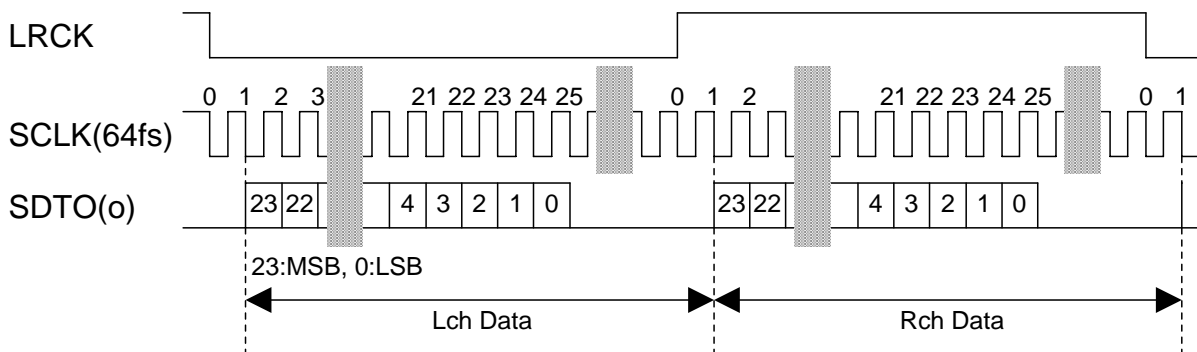 LRCK
0 1 2 3 21 22 23 24 25 0 1 2 21 22 23 24 25 0 1
SCLK(64fs)
SDTO(o) 23 22 4 3 2 1 0 23 22 4 3 2 1 0
23:MSB, 0:LSB
Lch Data Rch Data